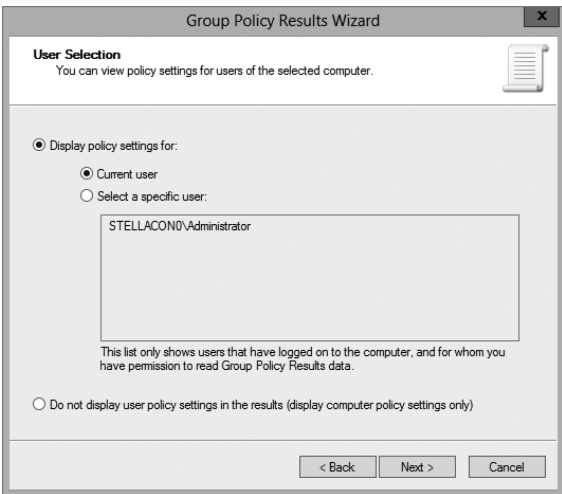 Group Policy Results Wizard
x
User Selection
You can view policy settings for users of the selected computer.
Display policy settings for:
Current user
Select a specific user:
STELLACON0\Administrator
This list only shows users that have logged on to the computer, and for whom you
have permission to read Group Policy Results data.
Do not display user policy settings in the results (display computer policy settings only)
< Back
Next >
Cancel